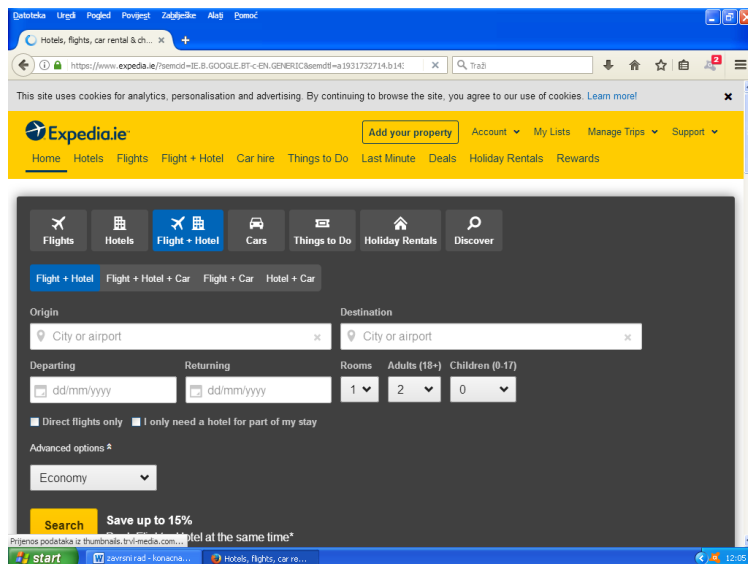 Datoteka Uredi Pogled Povijest Zabilješke Alati Pomoć
Hotels, flights, car rental & ch...
https://www.expedia.ie/?semcid=IE.B.GOOGLE.BT-c-EN.GENERIC&semdtl=a1931732714.b14:
Traži
2
This site uses cookies for analytics, personalisation and advertising. By continuing to browse the site, you agree to our use of cookies. Learn more!
Expedia.ie
Add your property Account My Lists Manage Trips Support
Home Hotels Flights Flight + Hotel Car hire Things to Do Last Minute Deals Holiday Rentals Rewards
Flights Hotels Flight + Hotel Cars Things to Do Holiday Rentals Discover
Flight + Hotel Flight + Hotel + Car Flight + Car Hotel + Car
Origin Destination
City or airport City or airport
Departing Returning Rooms Adults (18+) Children (0-17)
dd/mm/yyyy dd/mm/yyyy 1 2 0
Direct flights only I only need a hotel for part of my stay
Advanced options
Economy
Search
Save up to 15%
Prijenos podataka iz thumbnails.trvl-media.com...
at the same time*
start zavrsni rad - konacna... Hotels, flights, car re... 12:05